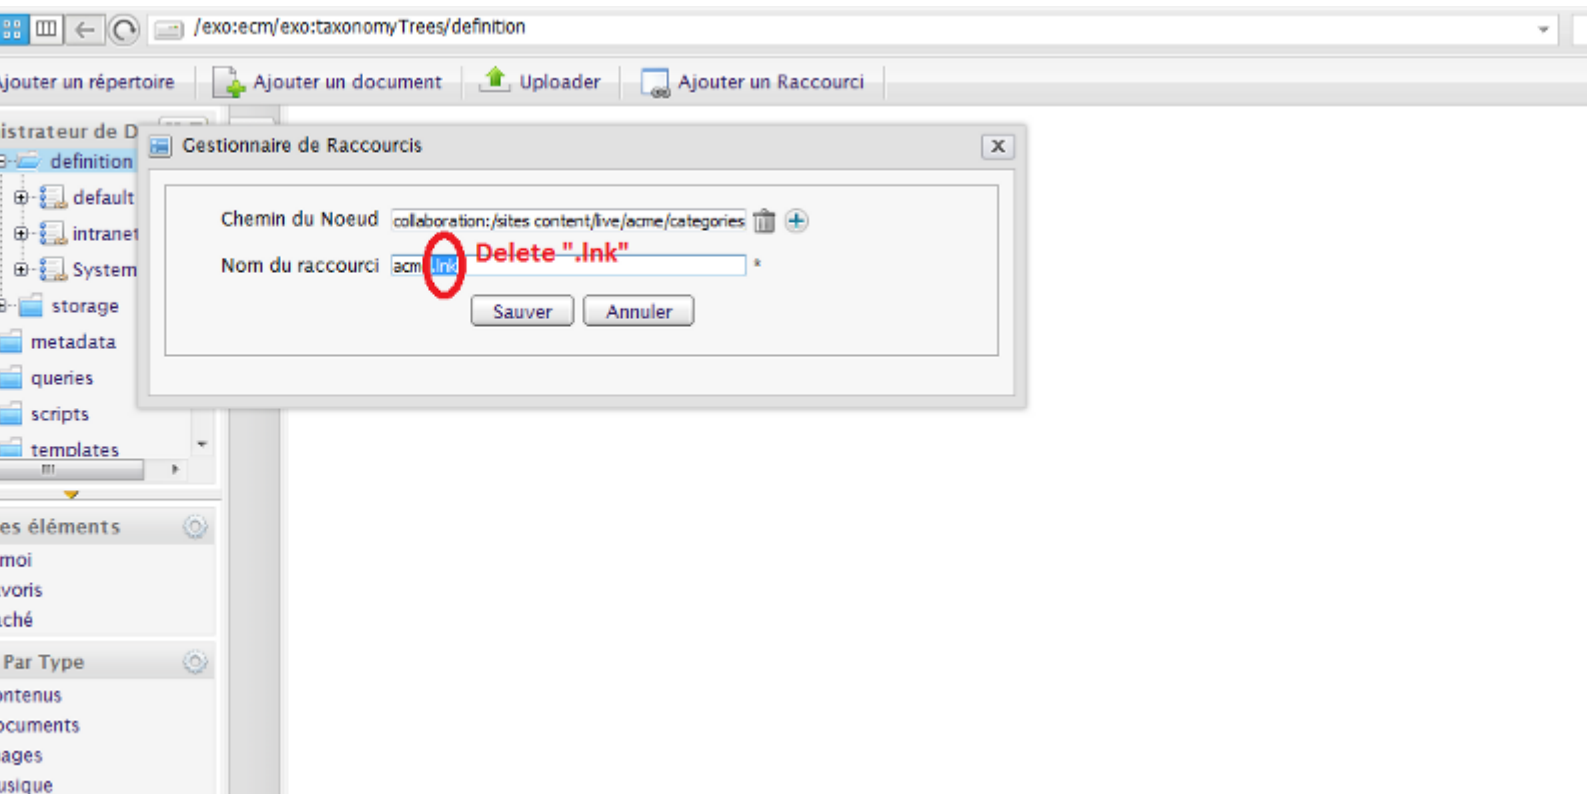 /exo:ecm/exo:taxonomyTrees/definition
Ajouter un répertoire
Ajouter un document
Uploader
Ajouter un Raccourci
istrateur de D
Gestionnaire de Raccourcis
definition
default
Chemin du Noeud collaboration:/sites content/live/acme/categories
intranet
Delete ".lnk"
Nom du raccourci acm .lnk *
System
storage
Sauver Annuler
metadata
queries
scripts
templates
es éléments
moi
voris
ché
Par Type
ontenus
ocuments
ages
usique